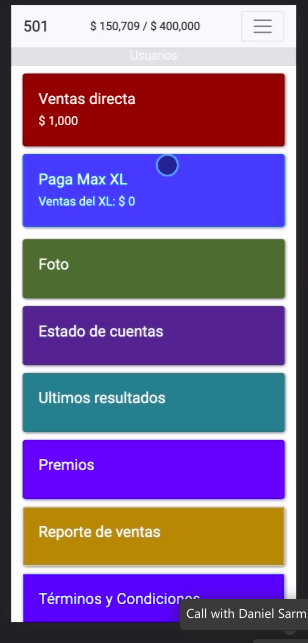 501 $ 150,709 / $ 400,000
Usuarios
Ventas directa
$ 1,000
Paga Max XL
Ventas del XL: $ 0
Foto
Estado de cuentas
Ultimos resultados
Premios
Reporte de ventas
Términos y Condiciones
Call with Daniel Sarm